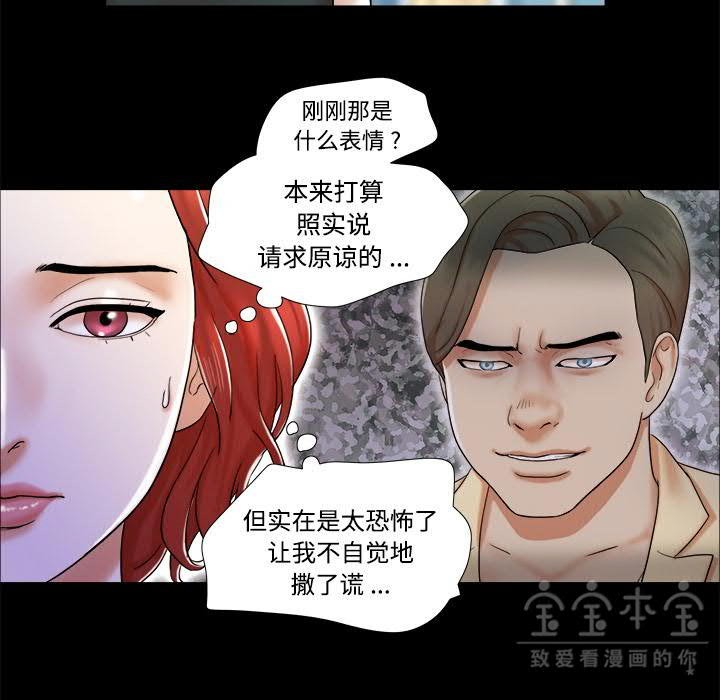 刚刚那是
什么表情?
本来打算
照实说
请求原谅的...
但实在是太恐怖了
让我不自觉地
撒了谎...
宝宝本宝
致爱看漫画的你